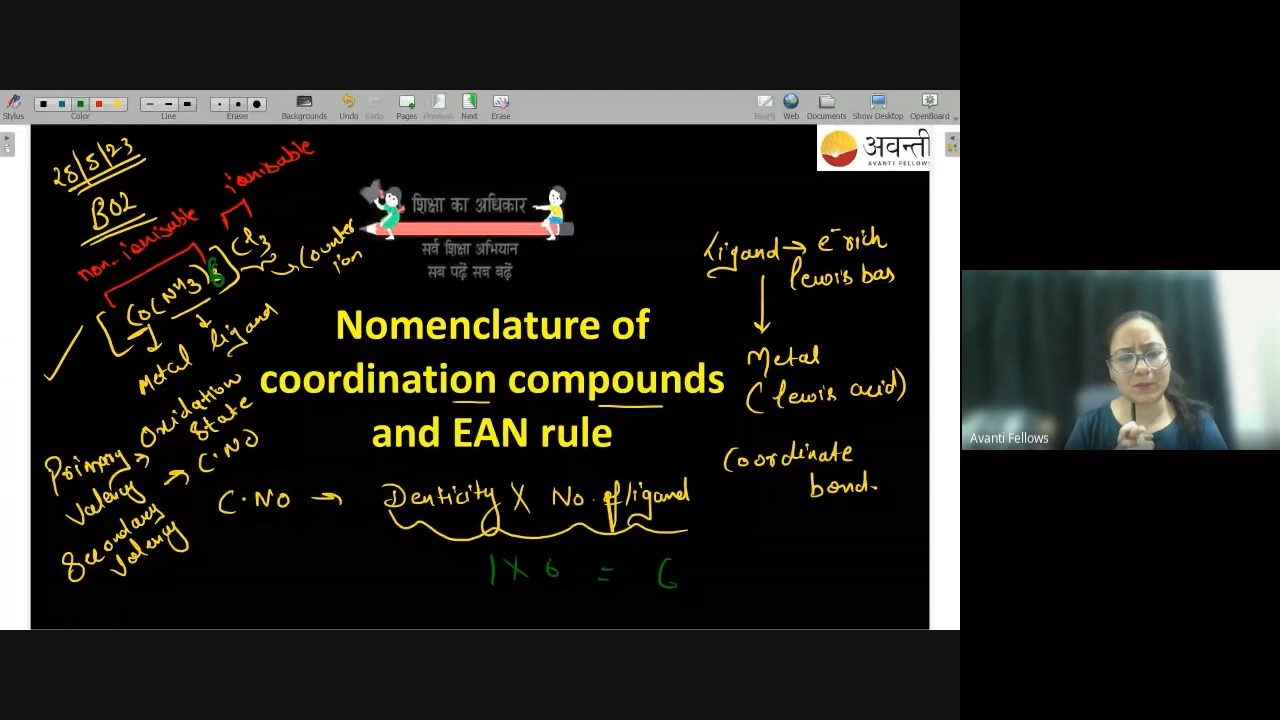 Stylus
Color
Line
Eraser
Backgrounds
Undo
Redo
Pages
Previous
Next
Erase
Board
Web
Documents
Show Desktop
OpenBoard
28/5/23
B02
non-ionisable
ionisable
[Co(NH3)6]Cl3
Counter
ion
Metal
ligand
Primary
valency
Oxidation
state
Secondary
valency
C.NO
अवन्ती
AVANTI FELLOWS
शिक्षा का अधिकार
सर्व शिक्षा अभियान
सब पढ़ें सब बढ़ें
Nomenclature of
coordination compounds
and EAN rule
C.NO → Denticity X No. of ligand
1 X 6 = 6
Ligand → e- rich
lewis bas
Metal
(lewis acid)
Coordinate
bond.
Avanti Fellows